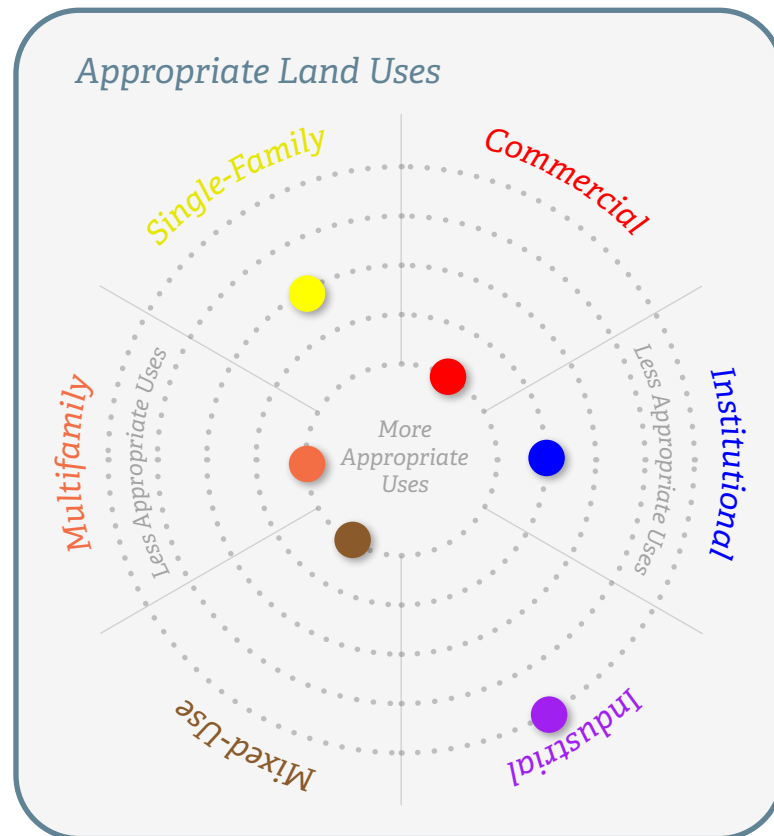 Appropriate Land Uses
Single-Family
Commercial
Multifamily
Less Appropriate Uses
More
Appropriate
Uses
Less Appropriate Uses
Institutional
Mixed-Use
Industrial